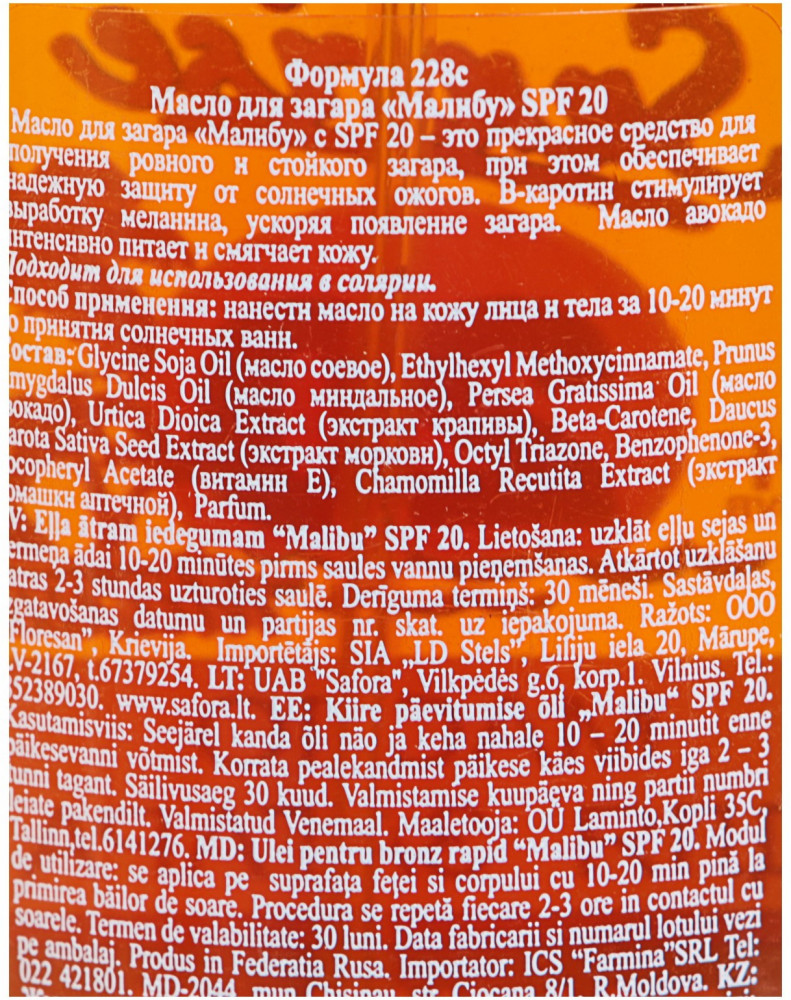 Формула 228с
Масло для загара «Малибу» SPF 20
Масло для загара «Малибу» с SPF 20 – это прекрасное средство для
получения ровного и стойкого загара, при этом обеспечивает
надежную защиту от солнечных ожогов. В-каротин стимулирует
выработку меланина, ускоряя появление загара. Масло авокадо
интенсивно питает и смягчает кожу.
Подходит для использования в солярии.
Способ применения: нанести масло на кожу лица и тела за 10-20 минут
до принятия солнечных ванн.
Состав: Glycine Soja Oil (масло соевое), Ethylhexyl Methoxycinnamate, Prunus
Amygdalus Dulcis Oil (масло миндальное), Persea Gratissima Oil (масло
авокадо), Urtica Dioica Extract (экстракт крапивы), Beta-Carotene, Daucus
Carota Sativa Seed Extract (экстракт моркови), Octyl Triazone, Benzophenone-3,
Tocopheryl Acetate (витамин Е), Chamomilla Recutita Extract (экстракт
ромашки аптечной), Parfum.
LV: Eļļa ātram iedegumam “Malibu” SPF 20. Lietošana: uzklāt eļļu sejas un
ķermeņa ādai 10-20 minūtes pirms saules vannu pieņemšanas. Atkārtot uzklāšanu
katras 2-3 stundas uzturoties saulē. Derīguma termiņš: 30 mēneši. Sastāvdaļas,
izgatavošanas datumu un partijas nr. skat. uz iepakojuma. Ražots: OOO
"Floresan”, Krievija. Importētājs: SIA „LD Stels”, Liliju iela 20, Mārupe,
LV-2167, t.67379254. LT: UAB "Safora", Vilkpėdės g.6, korp.1. Vilnius. Tel.:
852389030. www.safora.lt. EE: Kiire päevitumise õli „Malibu“ SPF 20.
Kasutamisviis: Seejärel kanda õli näo ja keha nahale 10 – 20 minutit enne
päikesevanni võtmist. Korrata pealekandmist päikese käes viibides iga 2 – 3
tunni tagant. Säilivusaeg 30 kuud. Valmistamise kuupäeva ning partii numbri
leiate pakendilt. Valmistatud Venemaal. Maaletooja: OÜ Laminto,Kopli 35C,
Tallinn,tel.6141276. MD: Ulei pentru bronz rapid “Malibu” SPF 20. Modul
de utilizare: se aplica pe suprafața feței si corpului cu 10-20 min pină la
primirea băilor de soare. Procedura se repetă fiecare 2-3 ore in contactul cu
soarele. Termen de valabilitate: 30 luni. Data fabricarii si numarul lotului vezi
pe ambalaj. Produs in Federatia Rusa. Importator: ICS “Farmina”SRL Tel:
022 421801. MD-2044, mun Chisinau, str. Ciocana 8/1, R.Moldova. KZ: